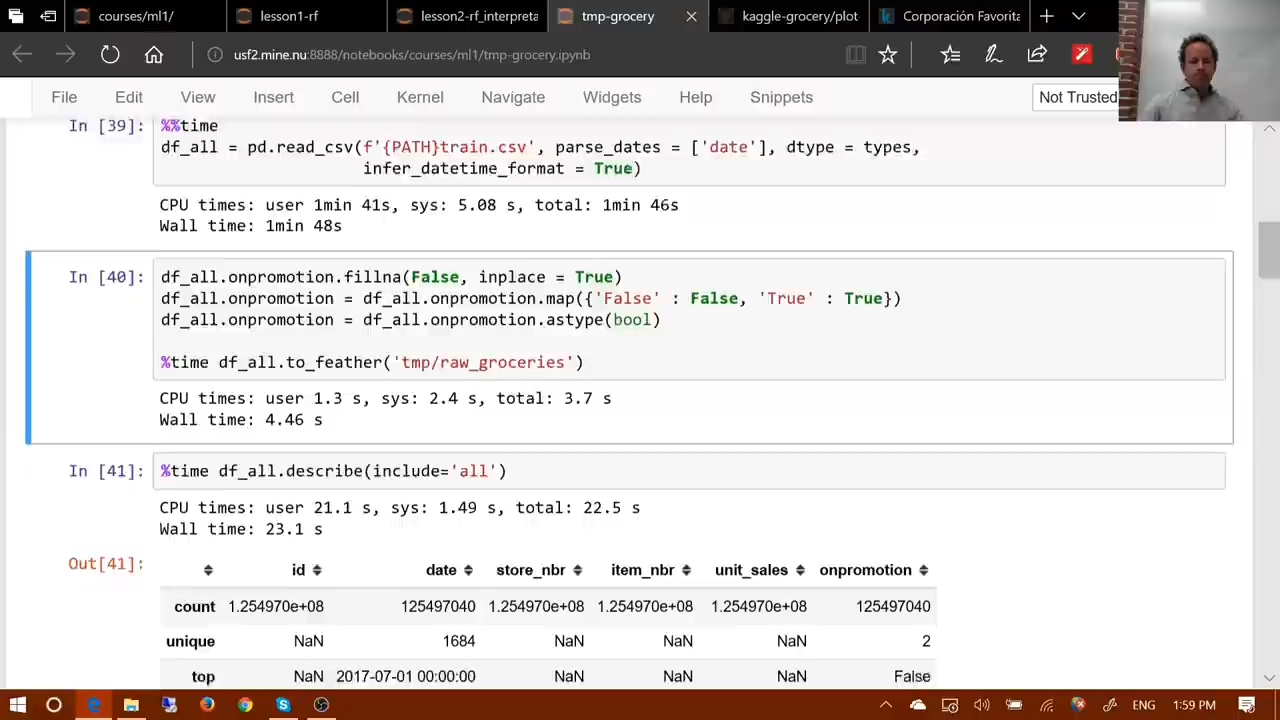 courses/ml1/
lesson1-rf
lesson2-rf_interpreta
tmp-grocery
kaggle-grocery/plot
Corporación Favorita
usf2.mine.nu:8888/notebooks/courses/ml1/tmp-grocery.ipynb
File Edit View Insert Cell Kernel Navigate Widgets Help Snippets Not Trusted
In [39]: %%time
df_all = pd.read_csv(f'{PATH}train.csv', parse_dates = ['date'], dtype = types,
infer_datetime_format = True)
CPU times: user 1min 41s, sys: 5.08 s, total: 1min 46s
Wall time: 1min 48s
In [40]: df_all.onpromotion.fillna(False, inplace = True)
df_all.onpromotion = df_all.onpromotion.map({'False' : False, 'True' : True})
df_all.onpromotion = df_all.onpromotion.astype(bool)
%time df_all.to_feather('tmp/raw_groceries')
CPU times: user 1.3 s, sys: 2.4 s, total: 3.7 s
Wall time: 4.46 s
In [41]: %time df_all.describe(include='all')
CPU times: user 21.1 s, sys: 1.49 s, total: 22.5 s
Wall time: 23.1 s
Out[41]:
id date store_nbr item_nbr unit_sales onpromotion
count 1.254970e+08 125497040 1.254970e+08 1.254970e+08 1.254970e+08 125497040
unique NaN 1684 NaN NaN NaN 2
top NaN 2017-07-01 00:00:00 NaN NaN NaN False
ENG 1:59 PM